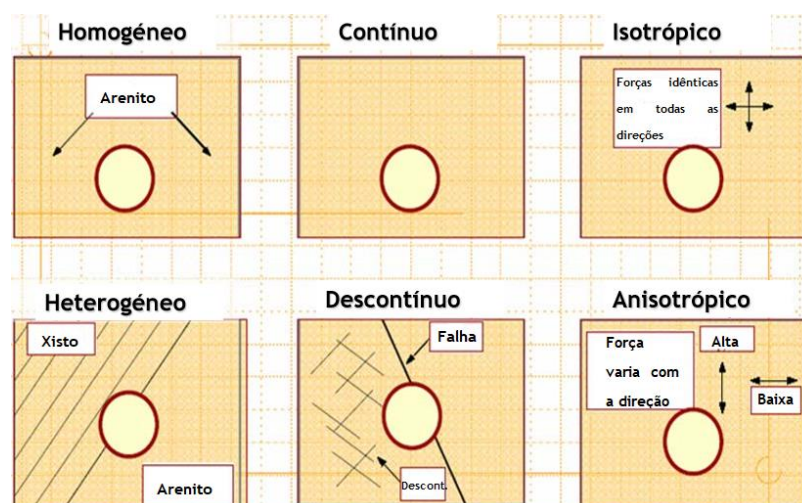 Homogéneo
Contínuo
Isotrópico
Arenito
Forças idênticas
em todas as
direções
Heterogéneo
Descontínuo
Anisotrópico
Xisto
Falha
Força
varia com
a direção
Alta
Baixa
Arenito
Descont.